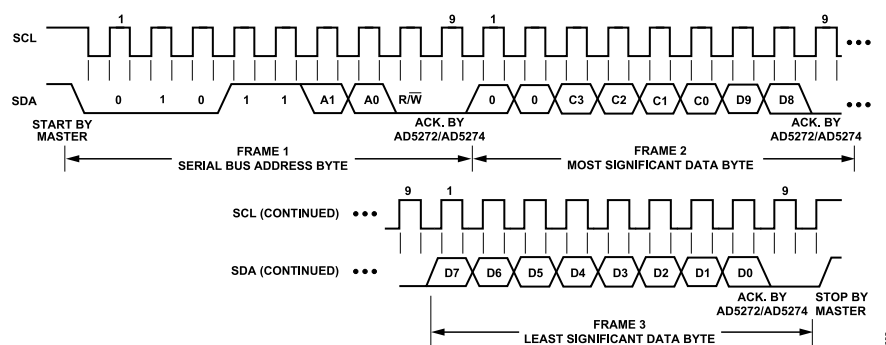 1 9 1 9
SCL
SDA 0 1 0 1 1 A1 A0 R/W 0 0 C3 C2 C1 C0 D9 D8
START BY MASTER
ACK. BY AD5272/AD5274
ACK. BY AD5272/AD5274
FRAME 1
SERIAL BUS ADDRESS BYTE
FRAME 2
MOST SIGNIFICANT DATA BYTE
9 1 9
SCL (CONTINUED)
SDA (CONTINUED) D7 D6 D5 D4 D3 D2 D1 D0
ACK. BY AD5272/AD5274
STOP BY MASTER
FRAME 3
LEAST SIGNIFICANT DATA BYTE